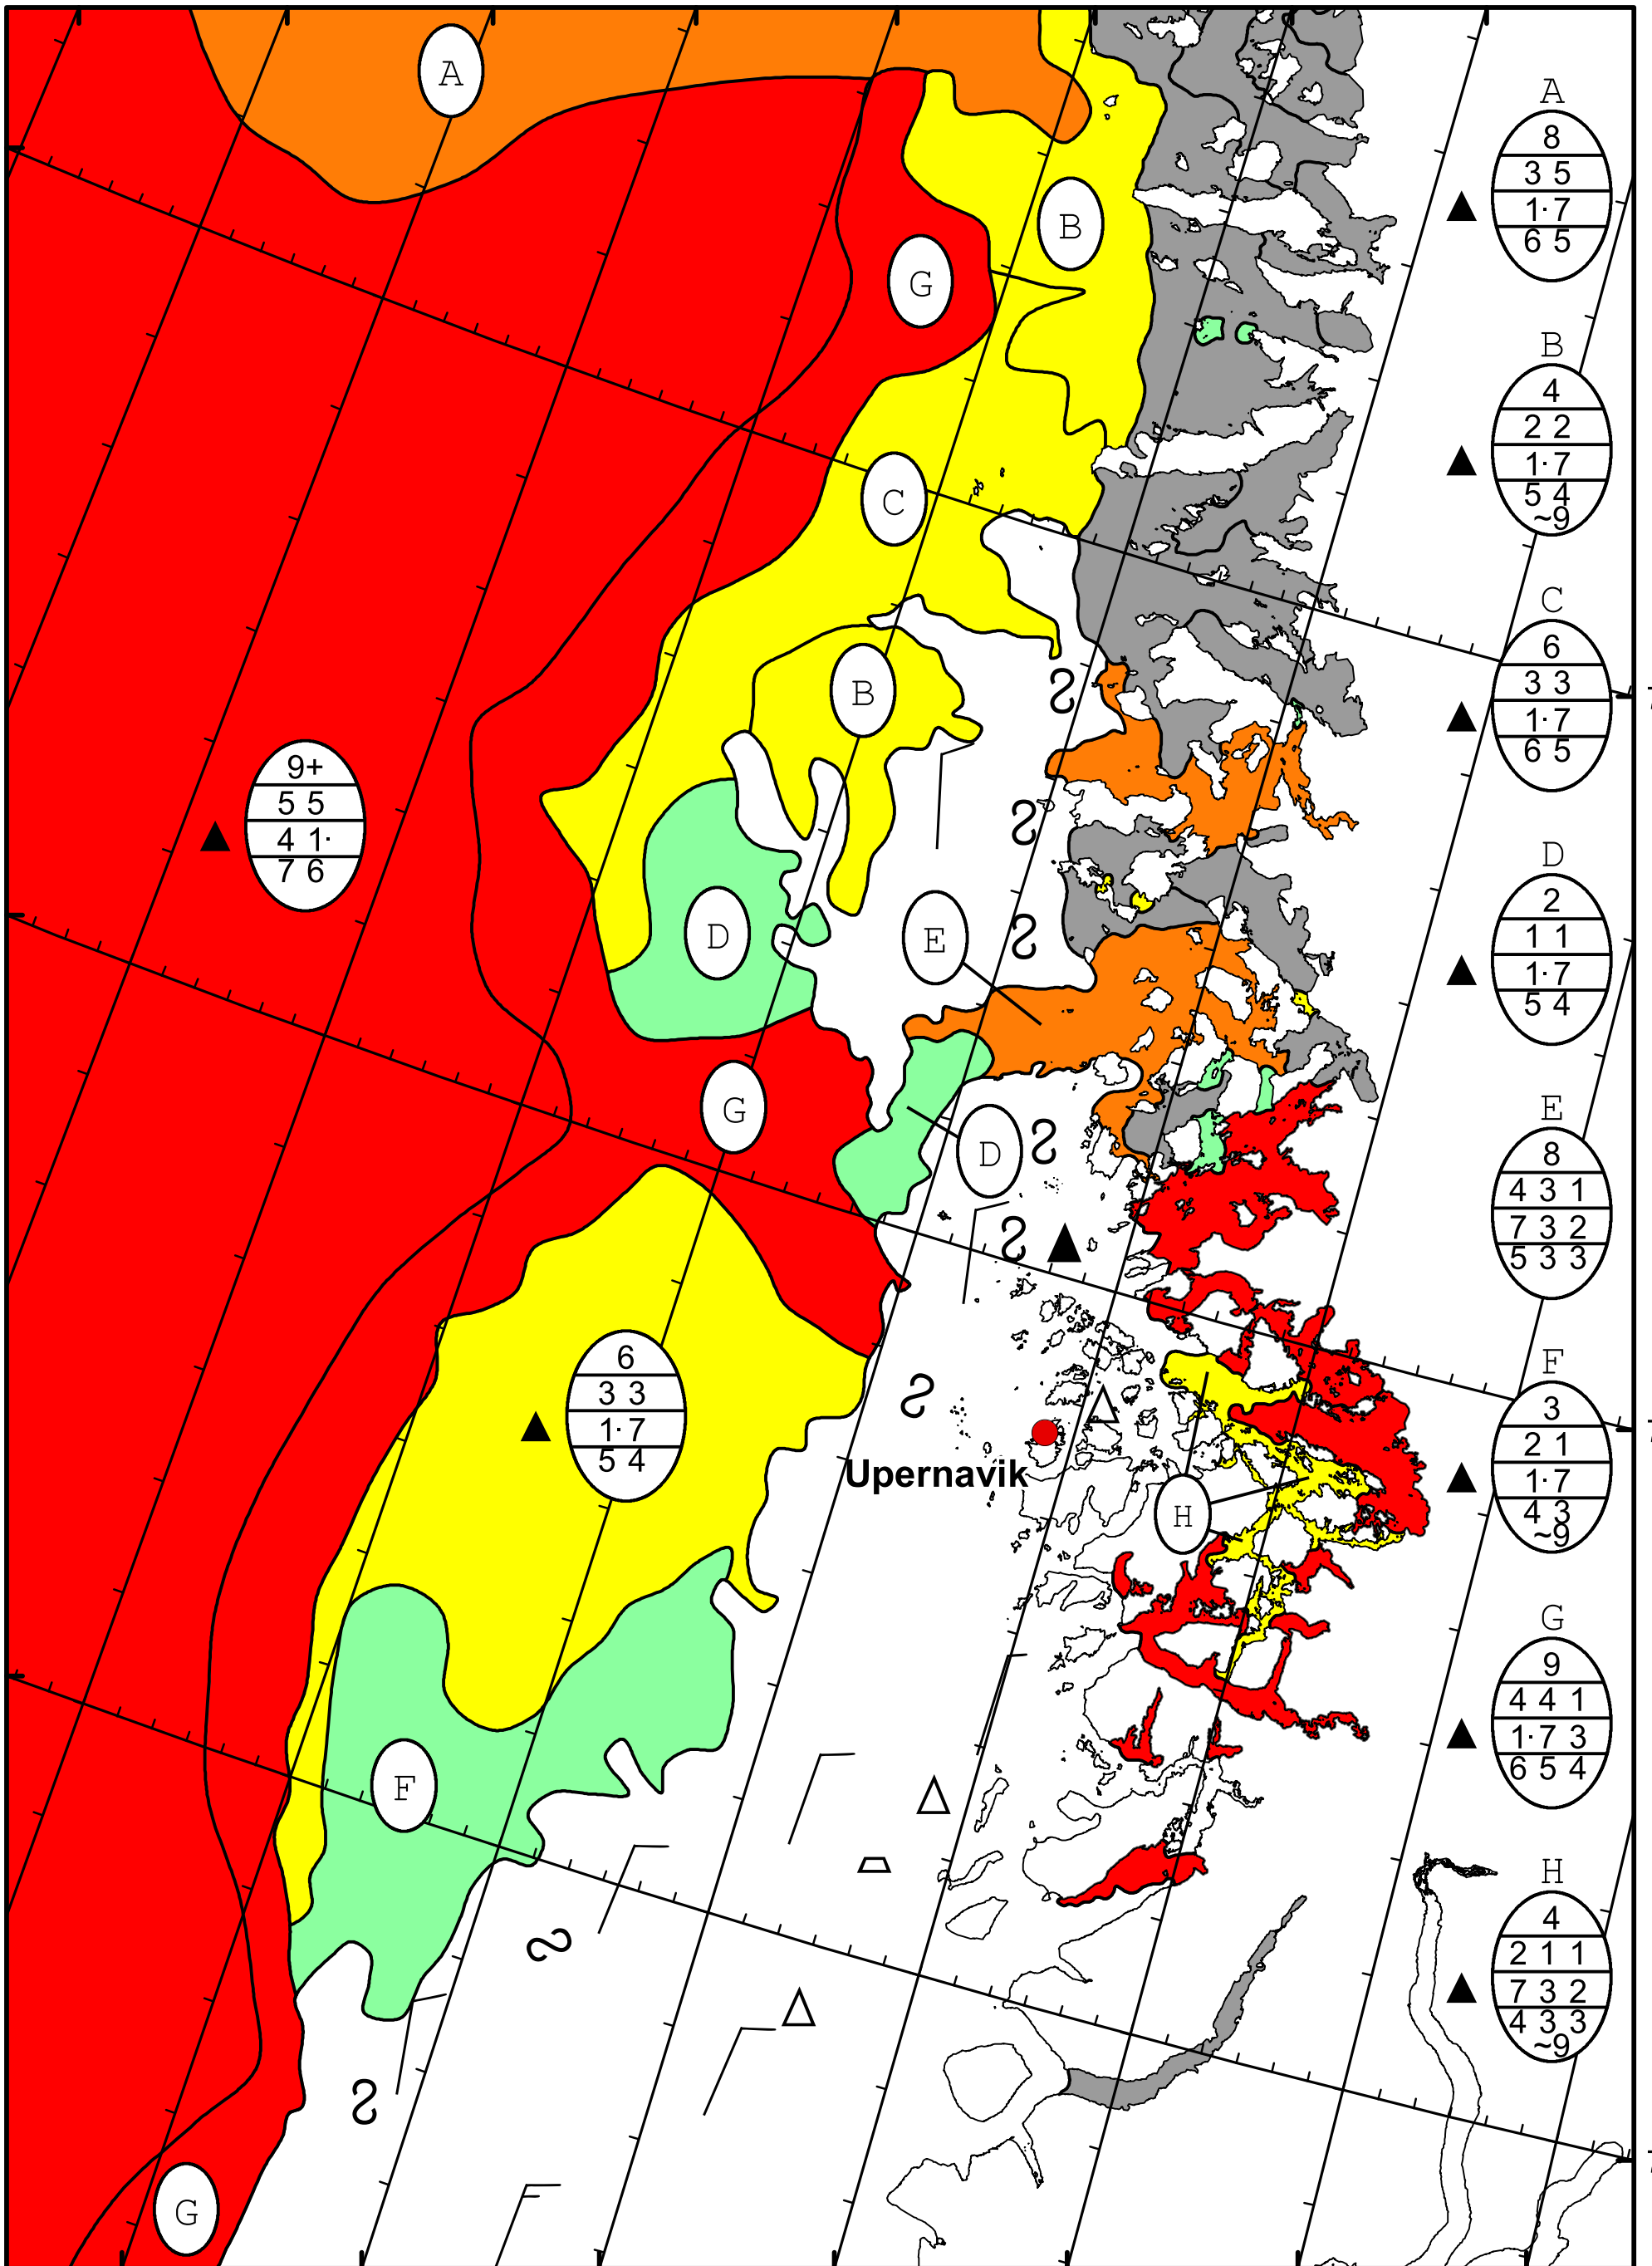 A
A
8
3 5
1· 7
6 5
B
G
B
4
2 2
1· 7
5 4
~9
C
C
6
3 3
1· 7
6 5
B
9+
5 5
4 1·
7 6
D
E
D
2
1 1
1· 7
5 4
G
D
E
8
4 3 1
7 3 2
5 3 3
6
3 3
1· 7
5 4
F
3
2 1
1· 7
4 3
~9
Upernavik
H
G
9
4 4 1
1· 7 3
6 5 4
F
H
4
2 1 1
7 3 2
4 3 3
~9
G